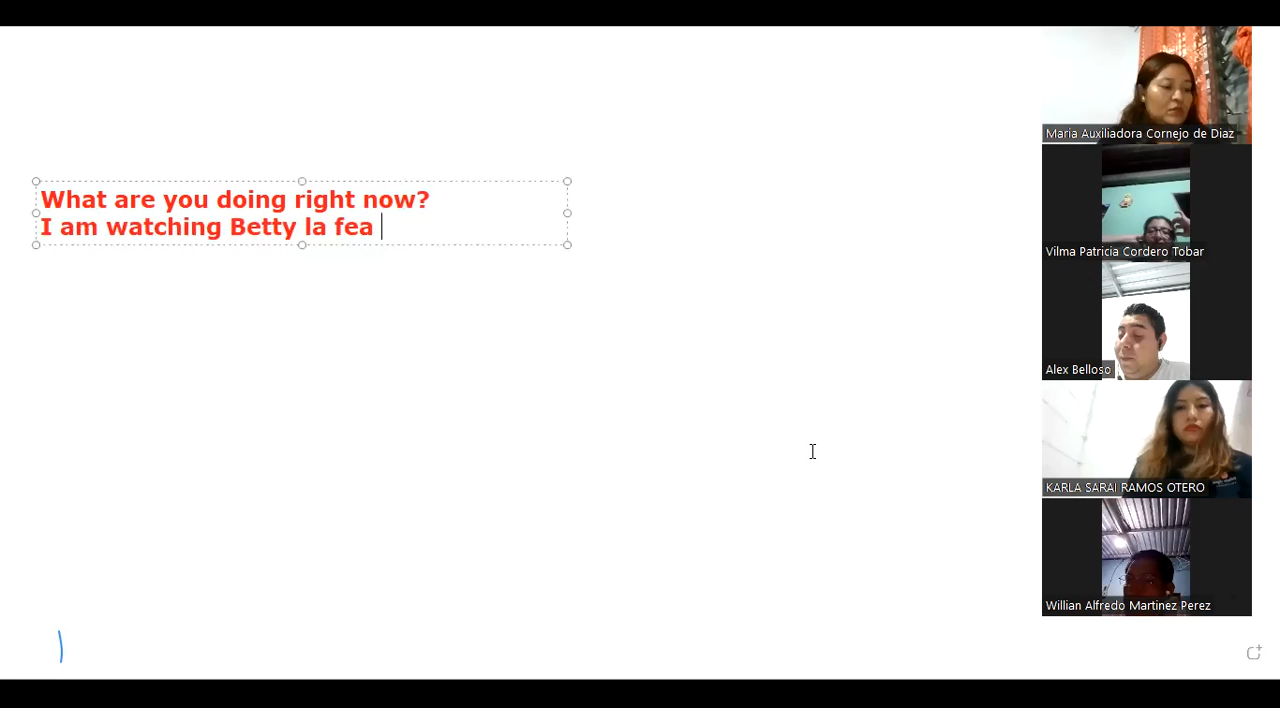 What are you doing right now?
I am watching Betty la fea
Maria Auxiliadora Cornejo de Diaz
Vilma Patricia Cordero Tobar
Alex Belloso
KARLA SARAI RAMOS OTERO
Willian Alfredo Martinez Perez